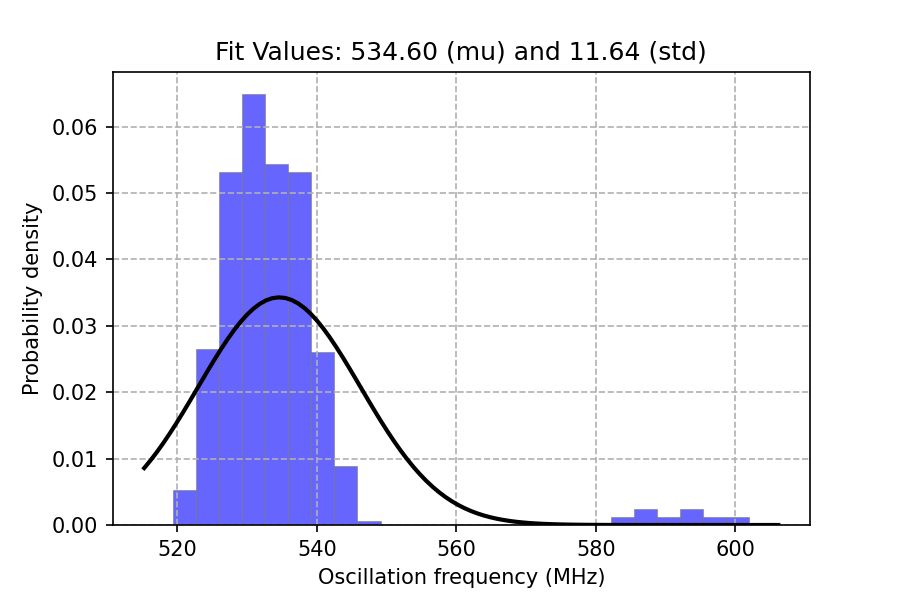 Fit Values: 534.60 (mu) and 11.64 (std)
Probability density
0.06
0.05
0.04
0.03
0.02
0.01
0.00
520 540 560 580 600
Oscillation frequency (MHz)